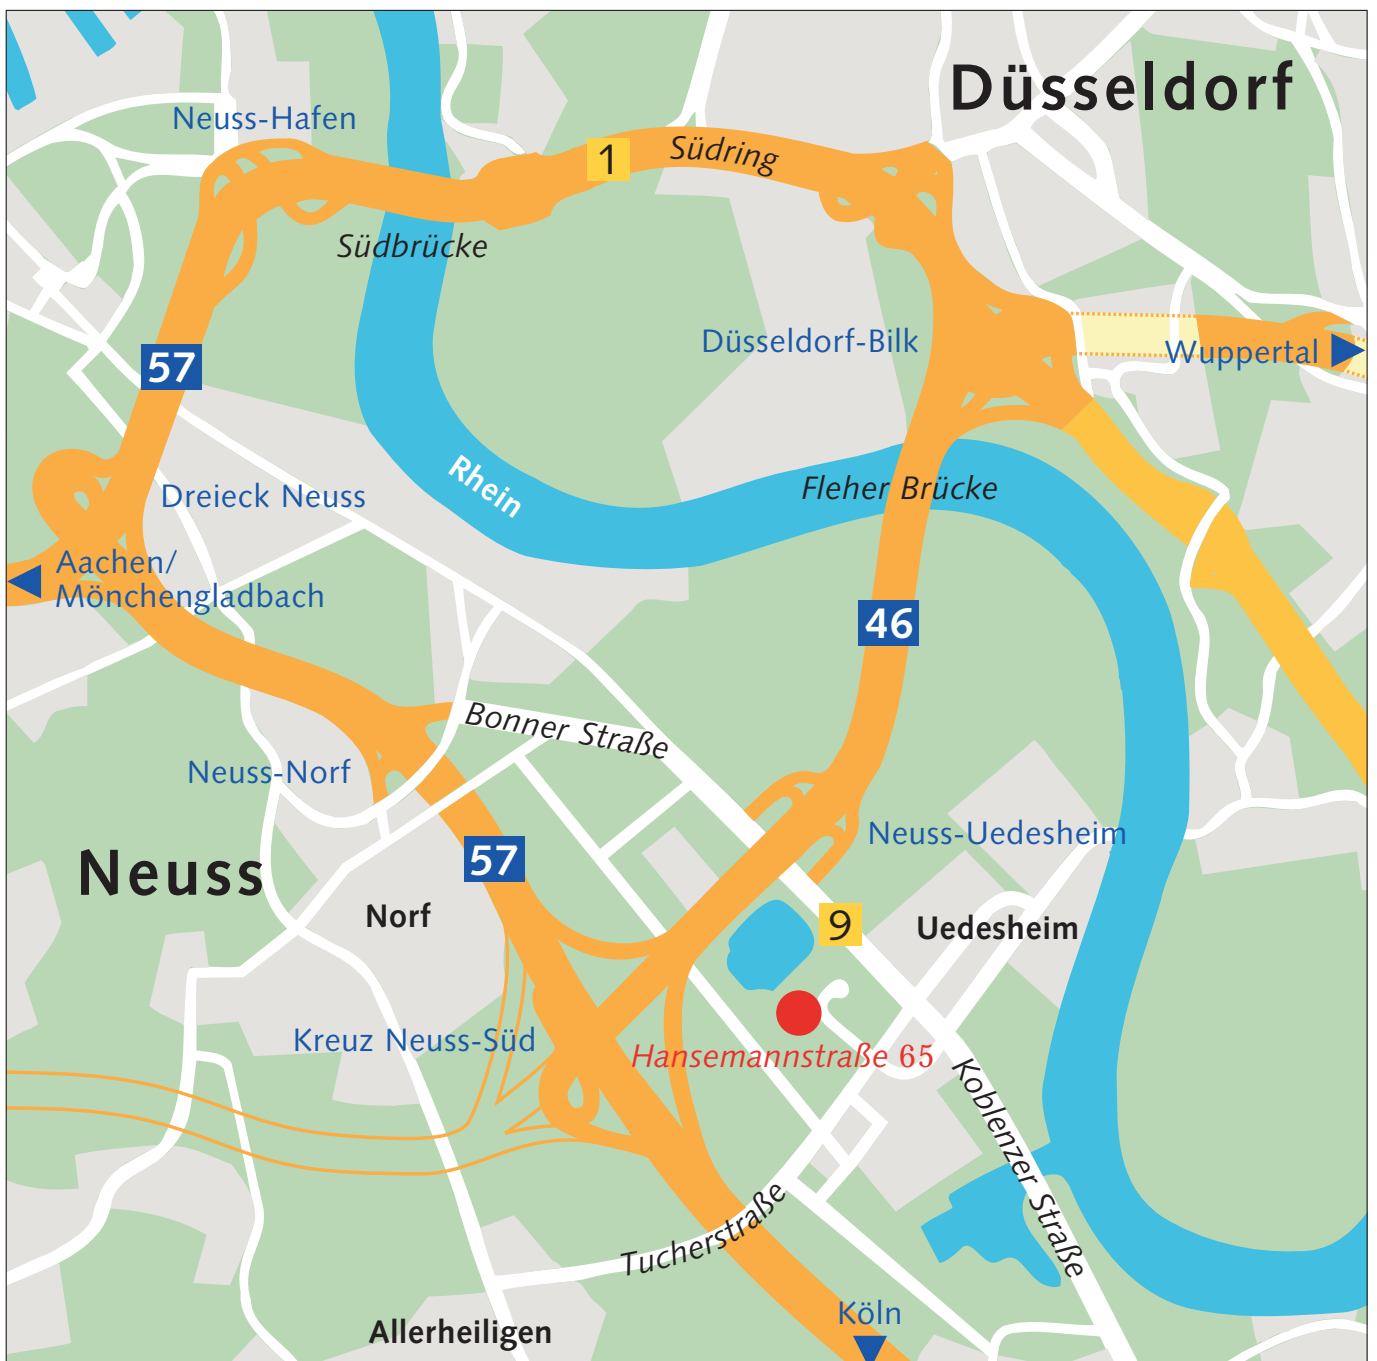 Düsseldorf
Neuss-Hafen
1
Südring
Südbrücke
Düsseldorf-Bilk
Wuppertal
57
Rhein
Fleher Brücke
Dreieck Neuss
Aachen/
Mönchengladbach
46
Bonner Straße
Neuss-Norf
Neuss-Uedesheim
57
Neuss
Norf
9
Uedesheim
Kreuz Neuss-Süd
Hansemannstraße 65
Koblenzer Straße
Tucherstraße
Köln
Allerheiligen